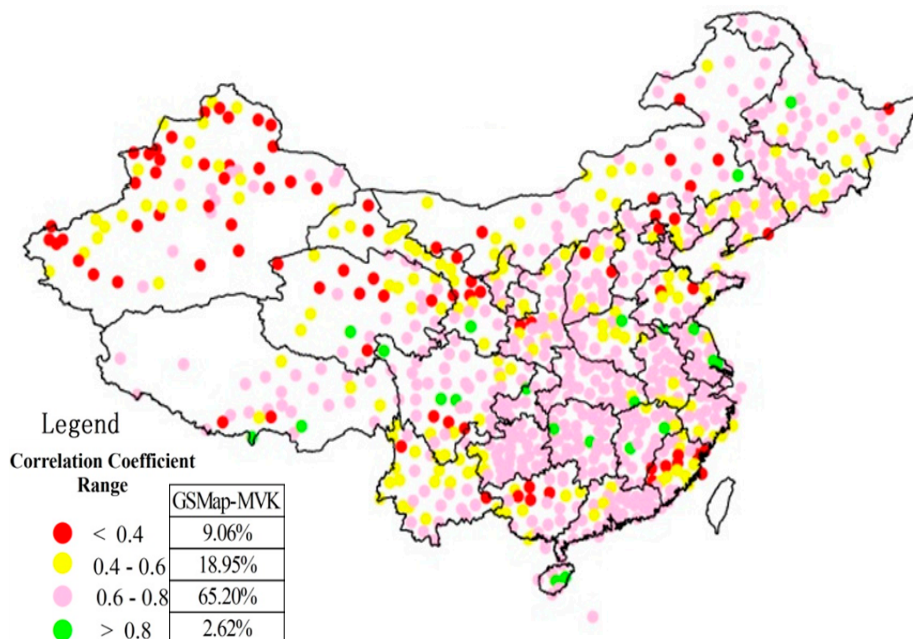 Legend
Correlation Coefficient
Range
GSMap-MVK
< 0.4 9.06%
0.4 - 0.6 18.95%
0.6 - 0.8 65.20%
> 0.8 2.62%